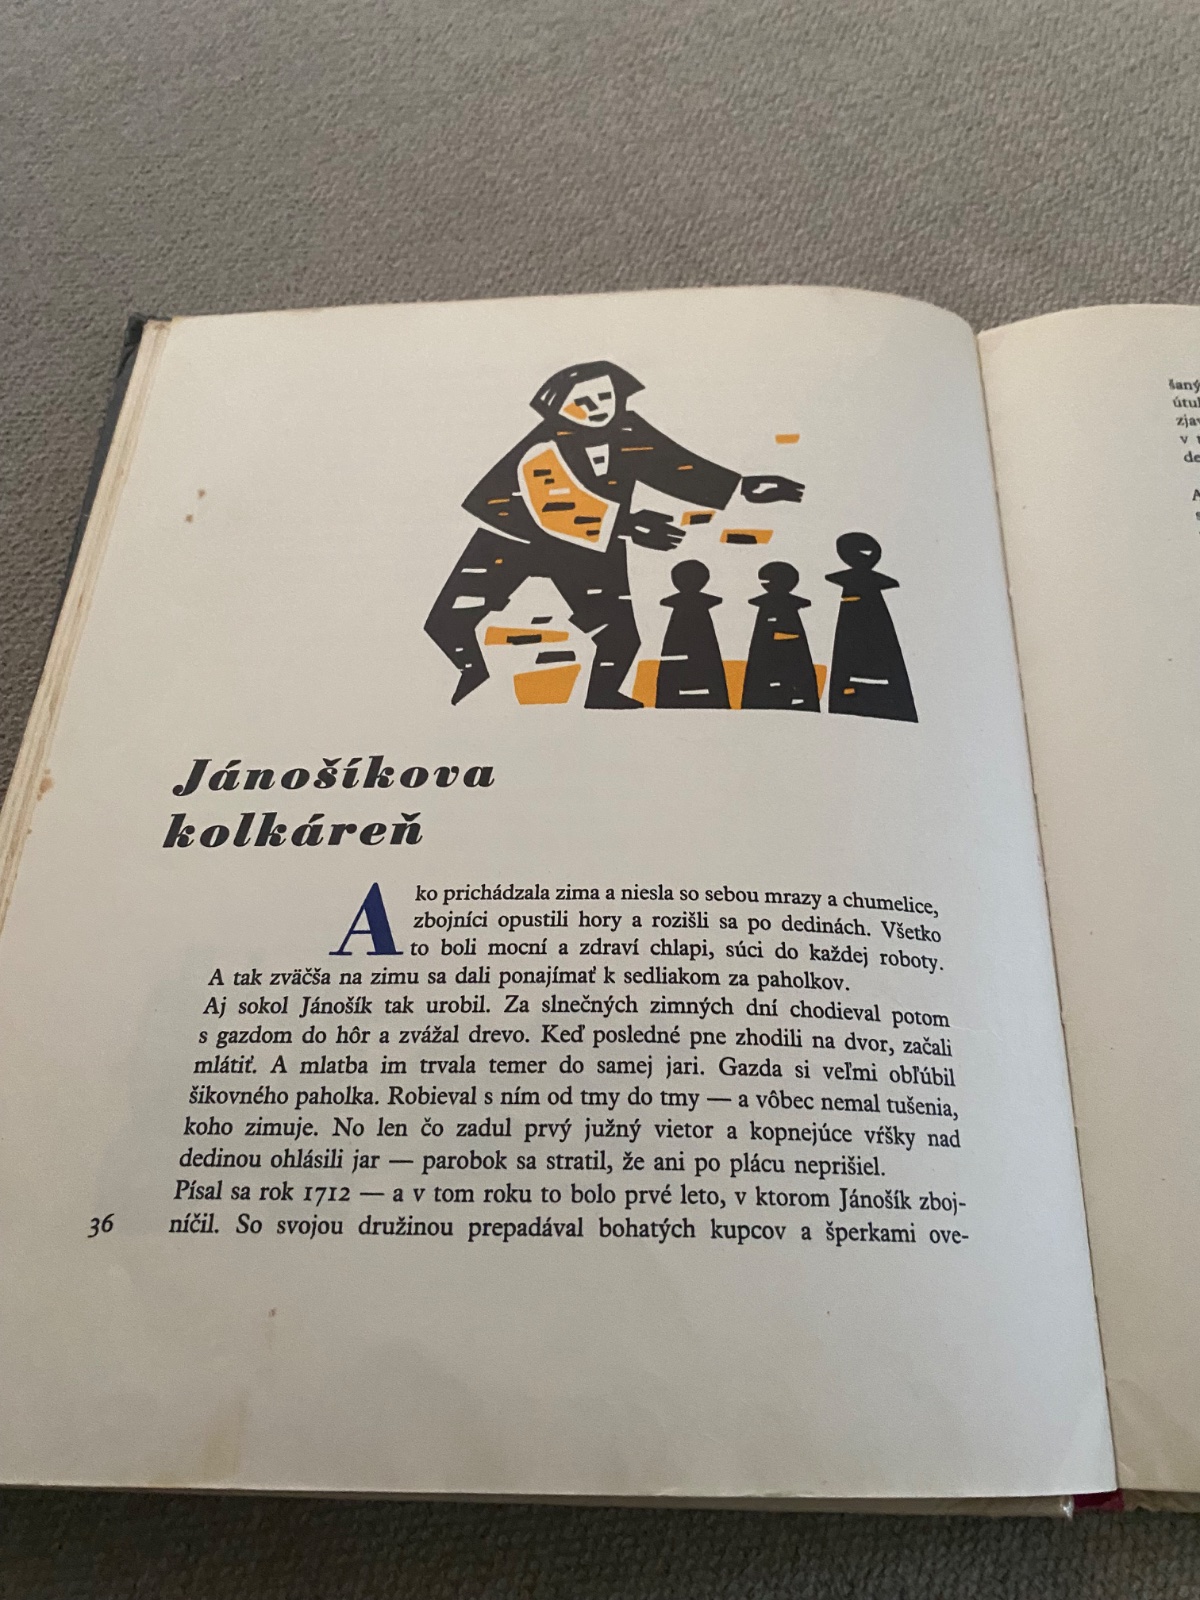 Jánošíkova
kolkáreň
Ako prichádzala zima a niesla so sebou mrazy a chumelice,
zbojníci opustili hory a rozišli sa po dedinách. Všetko
to boli mocní a zdraví chlapi, súci do každej roboty.
A tak zväčša na zimu sa dali ponajímať k sedliakom za paholkov.
Aj sokol Jánošík tak urobil. Za slnečných zimných dní chodieval potom
s gazdom do hôr a zvážal drevo. Keď posledné pne zhodili na dvor, začali
mlátiť. A mlatba im trvala temer do samej jari. Gazda si veľmi obľúbil
šikovného paholka. Robieval s ním od tmy do tmy — a vôbec nemal tušenia,
koho zimuje. No len čo zadul prvý južný vietor a kopnejúce vŕšky nad
dedinou ohlásili jar — parobok sa stratil, že ani po plácu neprišiel.
Písal sa rok 1712 — a v tom roku to bolo prvé leto, v ktorom Jánošík zboj-
níčil. So svojou družinou prepadával bohatých kupcov a šperkami ove-
36
šaný
v
de
A